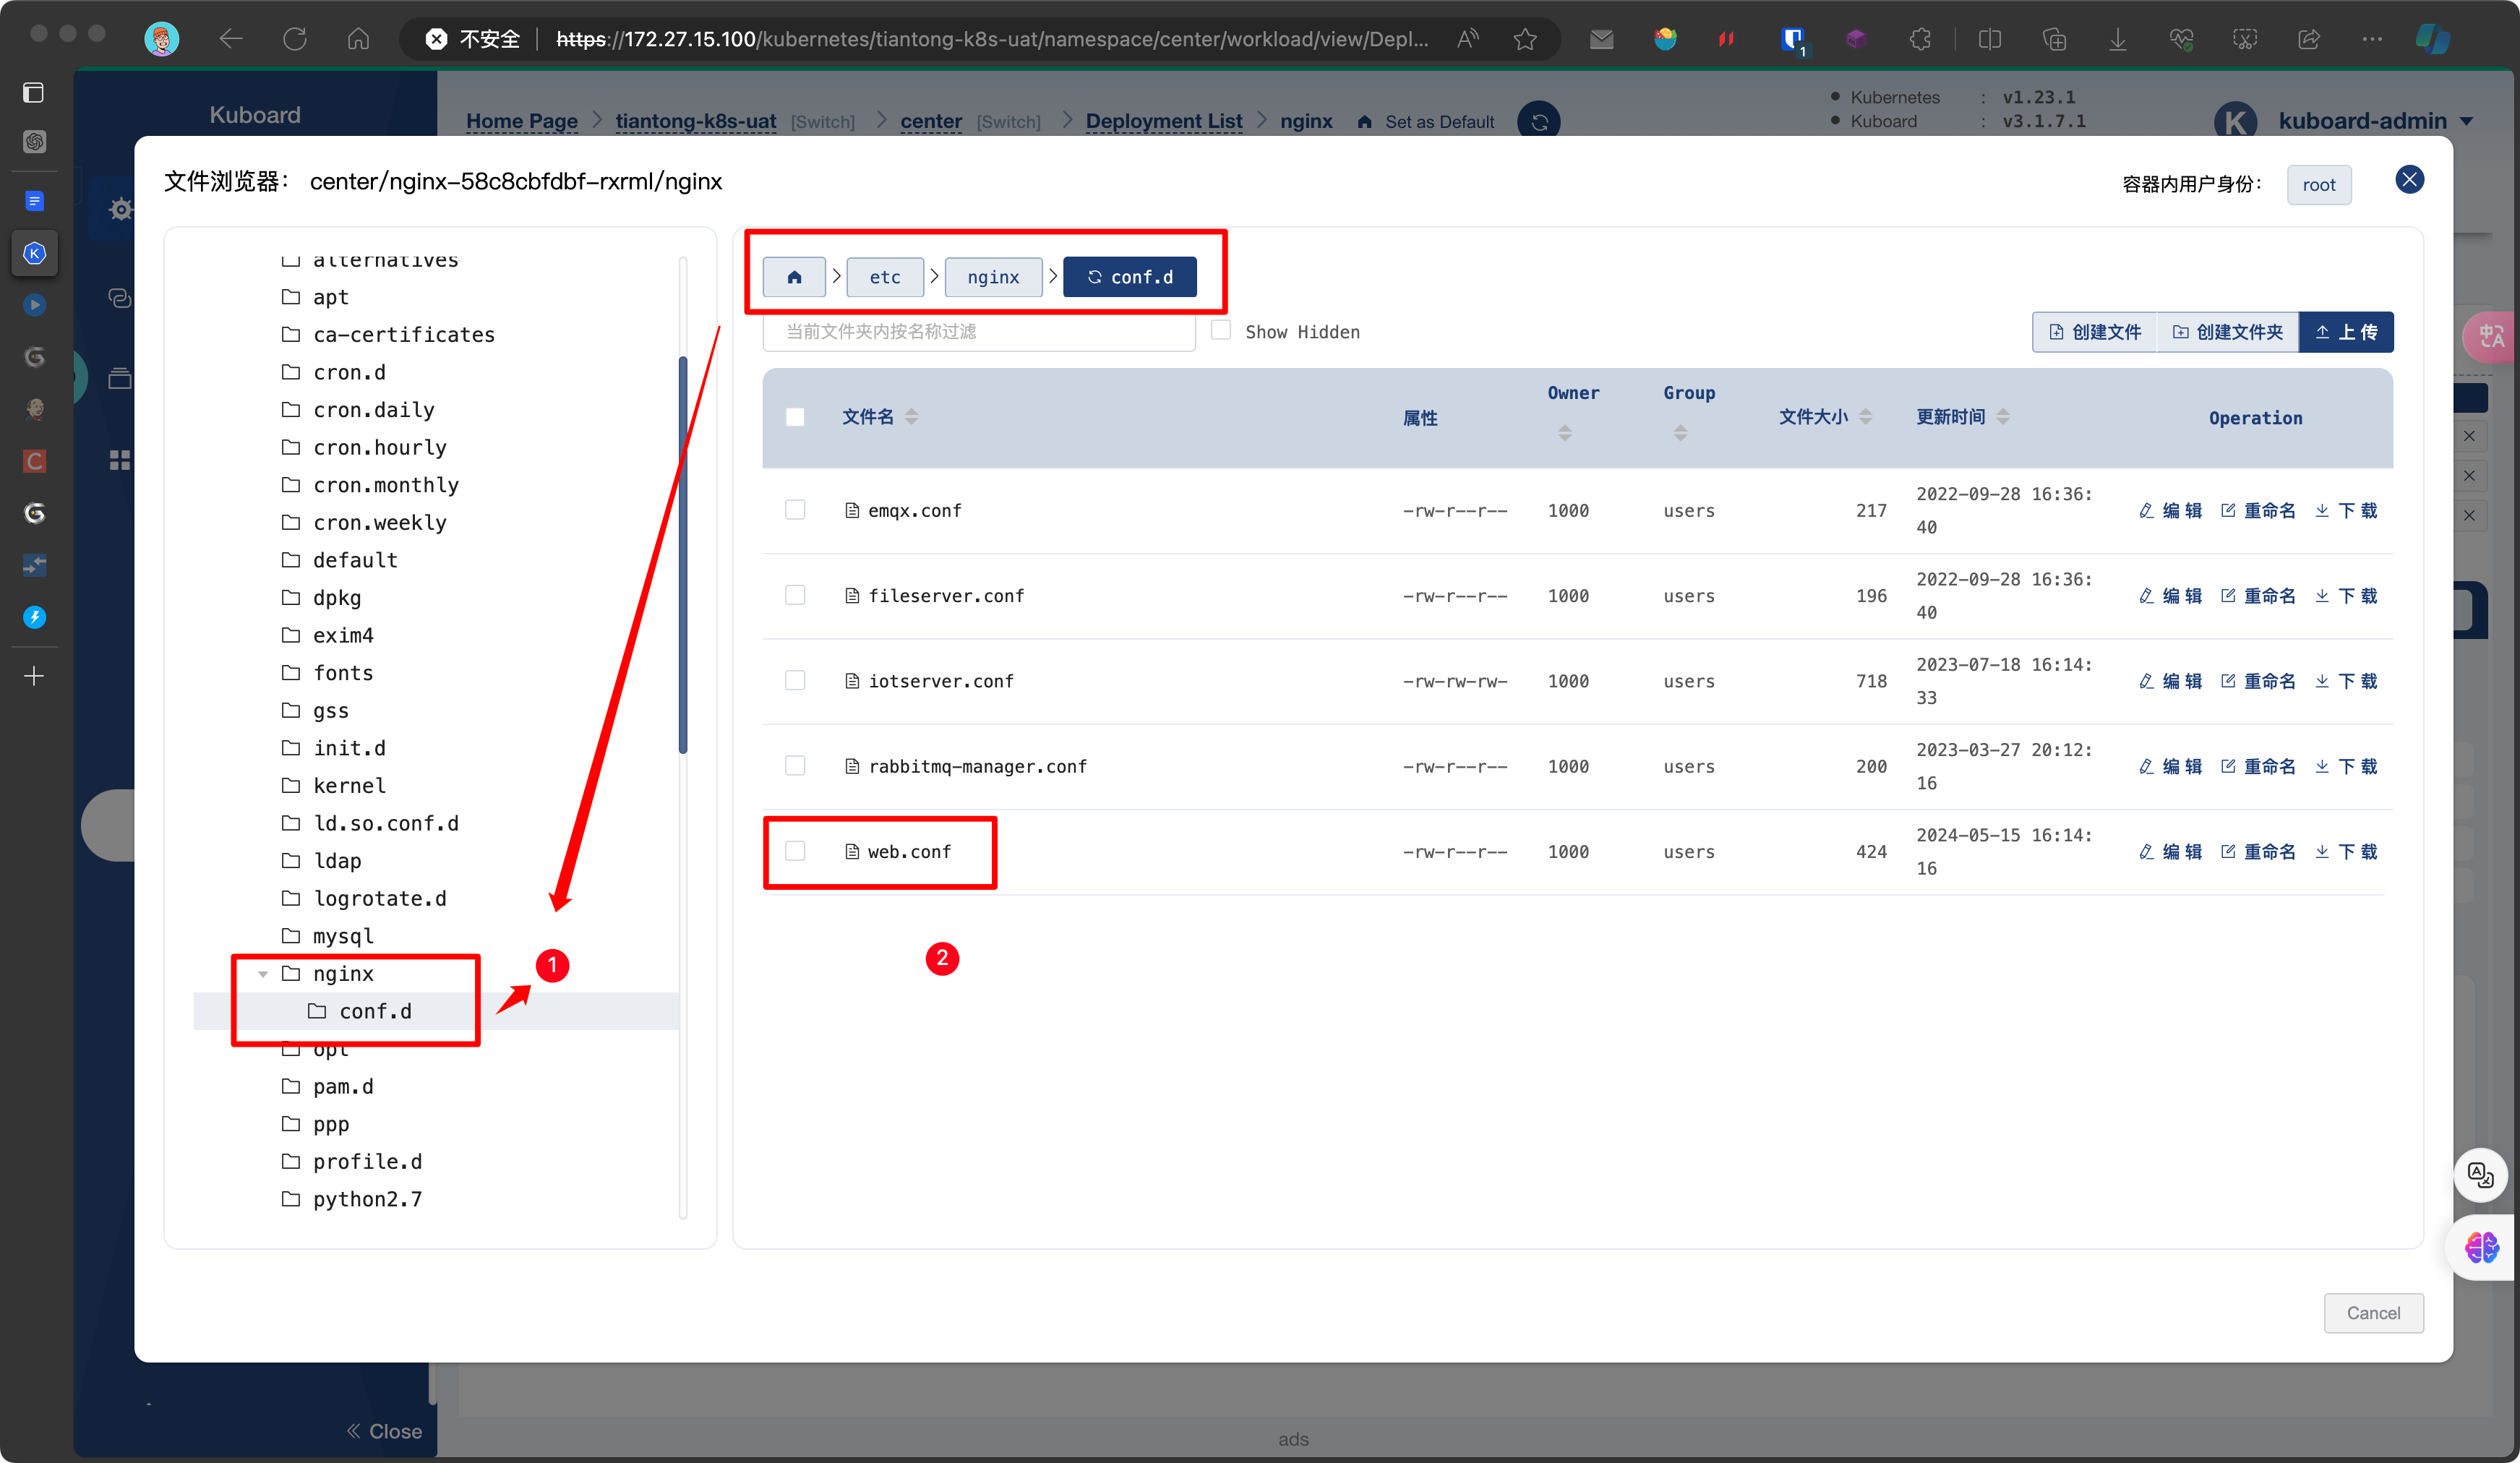 不安全
https://172.27.15.100/kubernetes/tiantong-k8s-uat/namespace/center/workload/view/Depl...
1
Kuboard
Home Page > tiantong-k8s-uat [Switch] > center [Switch] > Deployment List > nginx Set as Default
Kubernetes : v1.23.1
Kuboard : v3.1.7.1
K kuboard-admin
文件浏览器： center/nginx-58c8cbfdbf-rxrml/nginx
容器内用户身份：
root
alternatives
apt
ca-certificates
cron.d
cron.daily
cron.hourly
cron.monthly
cron.weekly
default
dpkg
exim4
fonts
gss
init.d
kernel
ld.so.conf.d
ldap
logrotate.d
mysql
nginx
conf.d
opt
pam.d
ppp
profile.d
python2.7
1
etc
nginx
conf.d
当前文件夹内按名称过滤
Show Hidden
创建文件
创建文件夹
上 传
文件名 属性 Owner Group 文件大小 更新时间 Operation
emqx.conf -rw-r--r-- 1000 users 217 2022-09-28 16:36:
40
编 辑 重命名 下 载
fileserver.conf -rw-r--r-- 1000 users 196 2022-09-28 16:36:
40
编 辑 重命名 下 载
iotserver.conf -rw-rw-rw- 1000 users 718 2023-07-18 16:14:
33
编 辑 重命名 下 载
rabbitmq-manager.conf -rw-r--r-- 1000 users 200 2023-03-27 20:12:
16
编 辑 重命名 下 载
web.conf -rw-r--r-- 1000 users 424 2024-05-15 16:14:
16
编 辑 重命名 下 载
2
Cancel
Close
ads